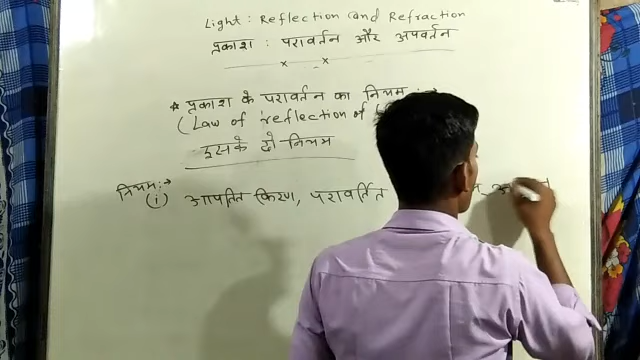 Light: Reflection and Refraction
प्रकाश : परावर्तन और अपवर्तन
* प्रकाश के परावर्तन का नियम :→
(Law of reflection of
इसके दो नियम
नियम:→
(i) आपतित किरण, परावर्तित